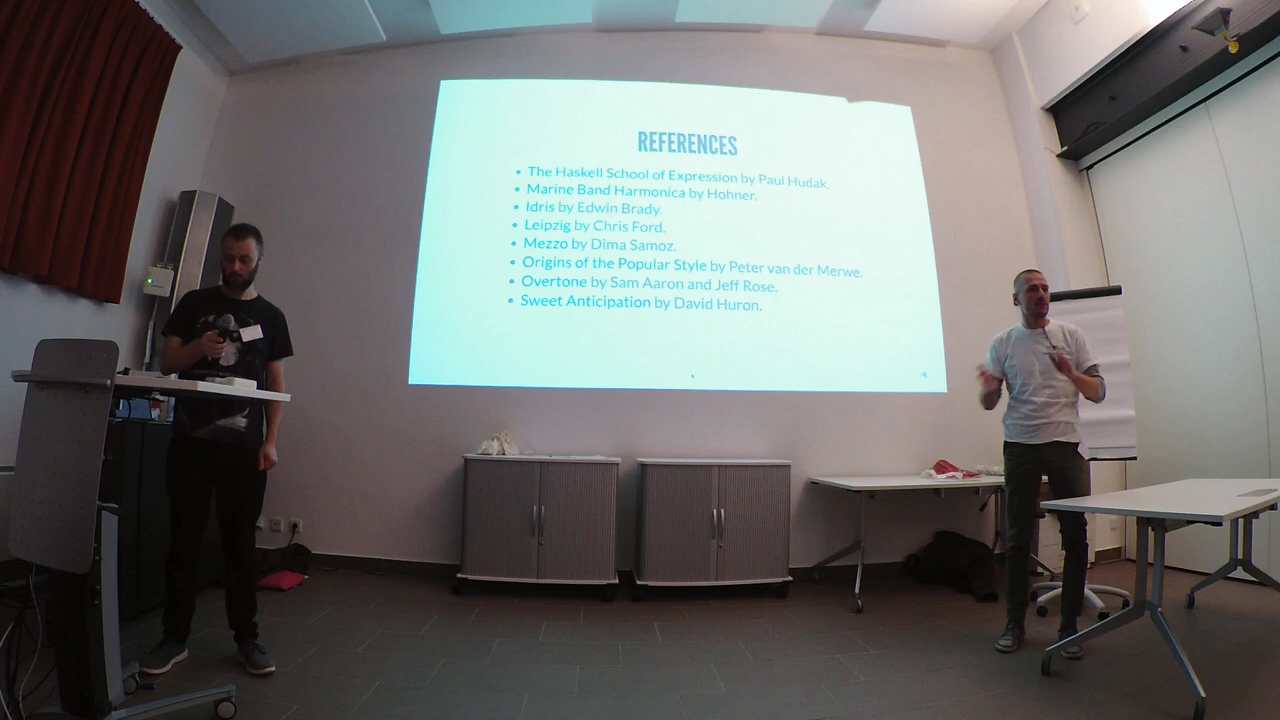 REFERENCES
• The Haskell School of Expression by Paul Hudak.
• Marine Band Harmonica by Hohner.
• Idris by Edwin Brady.
• Leipzig by Chris Ford.
• Mezzo by Dima Samoz.
• Origins of the Popular Style by Peter van der Merwe.
• Overtone by Sam Aaron and Jeff Rose.
• Sweet Anticipation by David Huron.